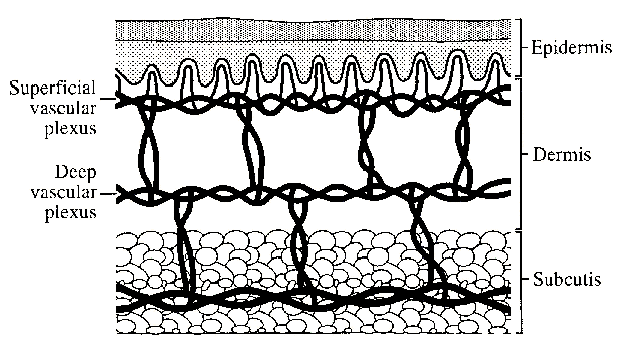 Epidermis
Superficial
vascular
plexus
Dermis
Deep
vascular
plexus
Subcutis